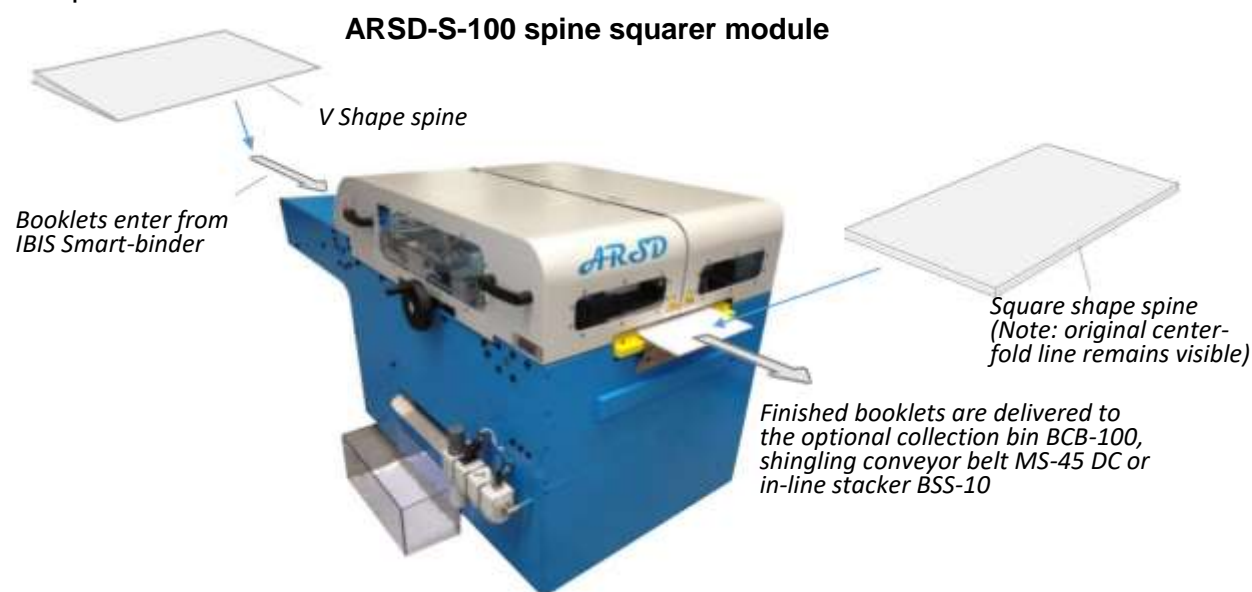 ARSD-S-100 spine squarer module
V Shape spine
Booklets enter from
IBIS Smart-binder
ARSD
Square shape spine
(Note: original center-
fold line remains visible)
Finished booklets are delivered to
the optional collection bin BCB-100,
shingling conveyor belt MS-45 DC or
in-line stacker BSS-10